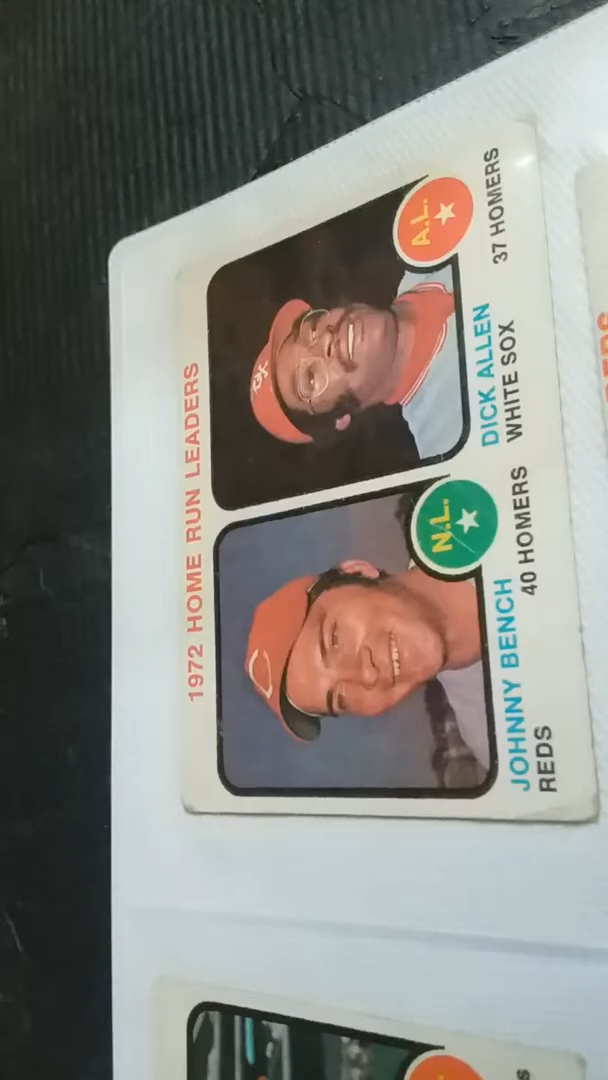 1972 HOME RUN LEADERS
N.L.
A.L.
JOHNNY BENCH
REDS
40 HOMERS
DICK ALLEN
WHITE SOX
37 HOMERS